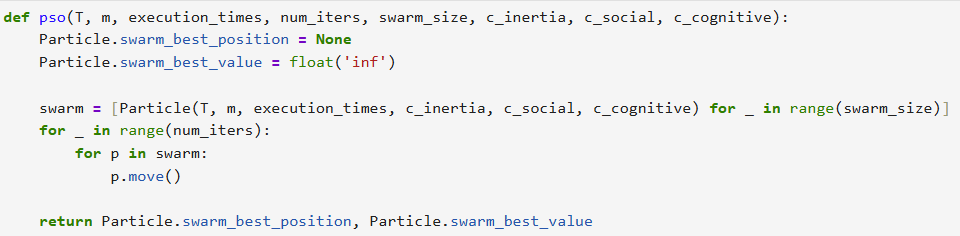 def pso(T, m, execution_times, num_iters, swarm_size, c_inertia, c_social, c_cognitive):
    Particle.swarm_best_position = None
    Particle.swarm_best_value = float('inf')

    swarm = [Particle(T, m, execution_times, c_inertia, c_social, c_cognitive) for _ in range(swarm_size)]
    for _ in range(num_iters):
        for p in swarm:
            p.move()

    return Particle.swarm_best_position, Particle.swarm_best_value